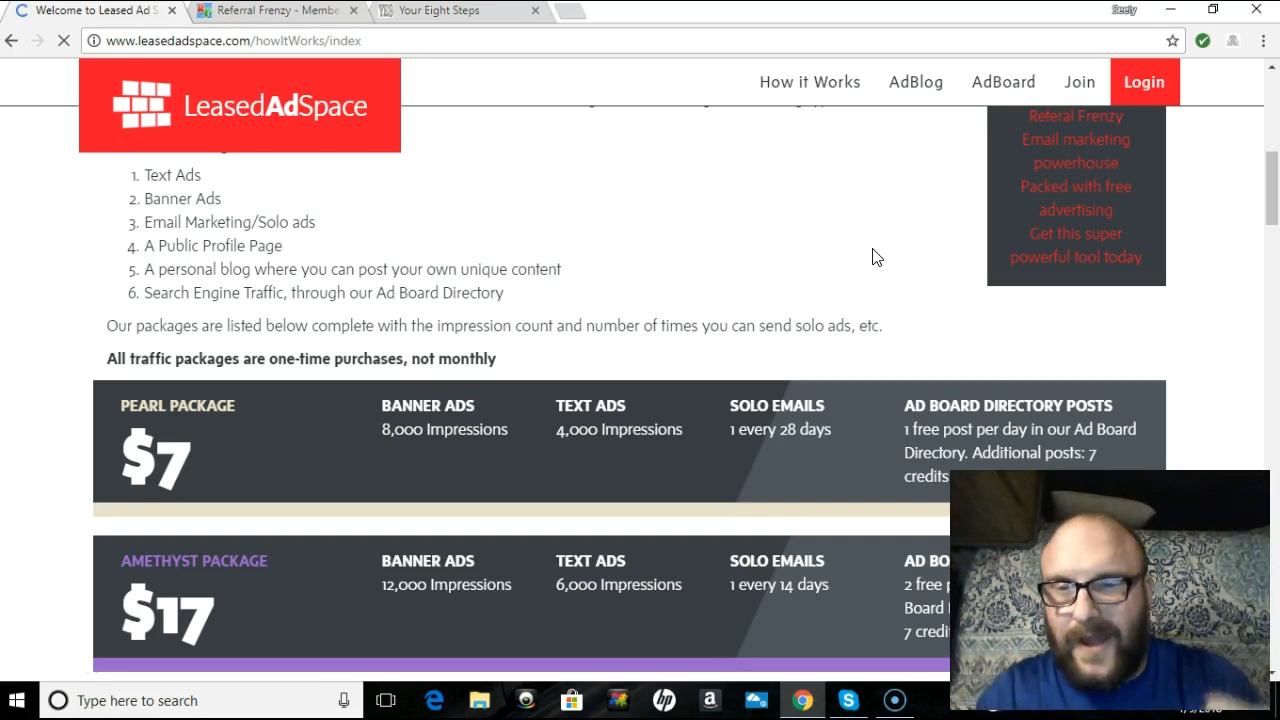 Welcome to Leased Ad S
Referral Frenzy - Membe
Your Eight Steps
Seely
www.leasedadspace.com/howItWorks/index
LeasedAdSpace
How it Works
AdBlog
AdBoard
Join
Login
Referal Frenzy
Email marketing
powerhouse
Packed with free
advertising
Get this super
powerful tool today
1. Text Ads
2. Banner Ads
3. Email Marketing/Solo ads
4. A Public Profile Page
5. A personal blog where you can post your own unique content
6. Search Engine Traffic, through our Ad Board Directory
Our packages are listed below complete with the impression count and number of times you can send solo ads, etc.
All traffic packages are one-time purchases, not monthly
PEARL PACKAGE
$7
BANNER ADS
8,000 Impressions
TEXT ADS
4,000 Impressions
SOLO EMAILS
1 every 28 days
AD BOARD DIRECTORY POSTS
1 free post per day in our Ad Board
Directory. Additional posts: 7
credits
AMETHYST PACKAGE
$17
BANNER ADS
12,000 Impressions
TEXT ADS
6,000 Impressions
SOLO EMAILS
1 every 14 days
AD BO
2 free p
Board
7 credi
Type here to search